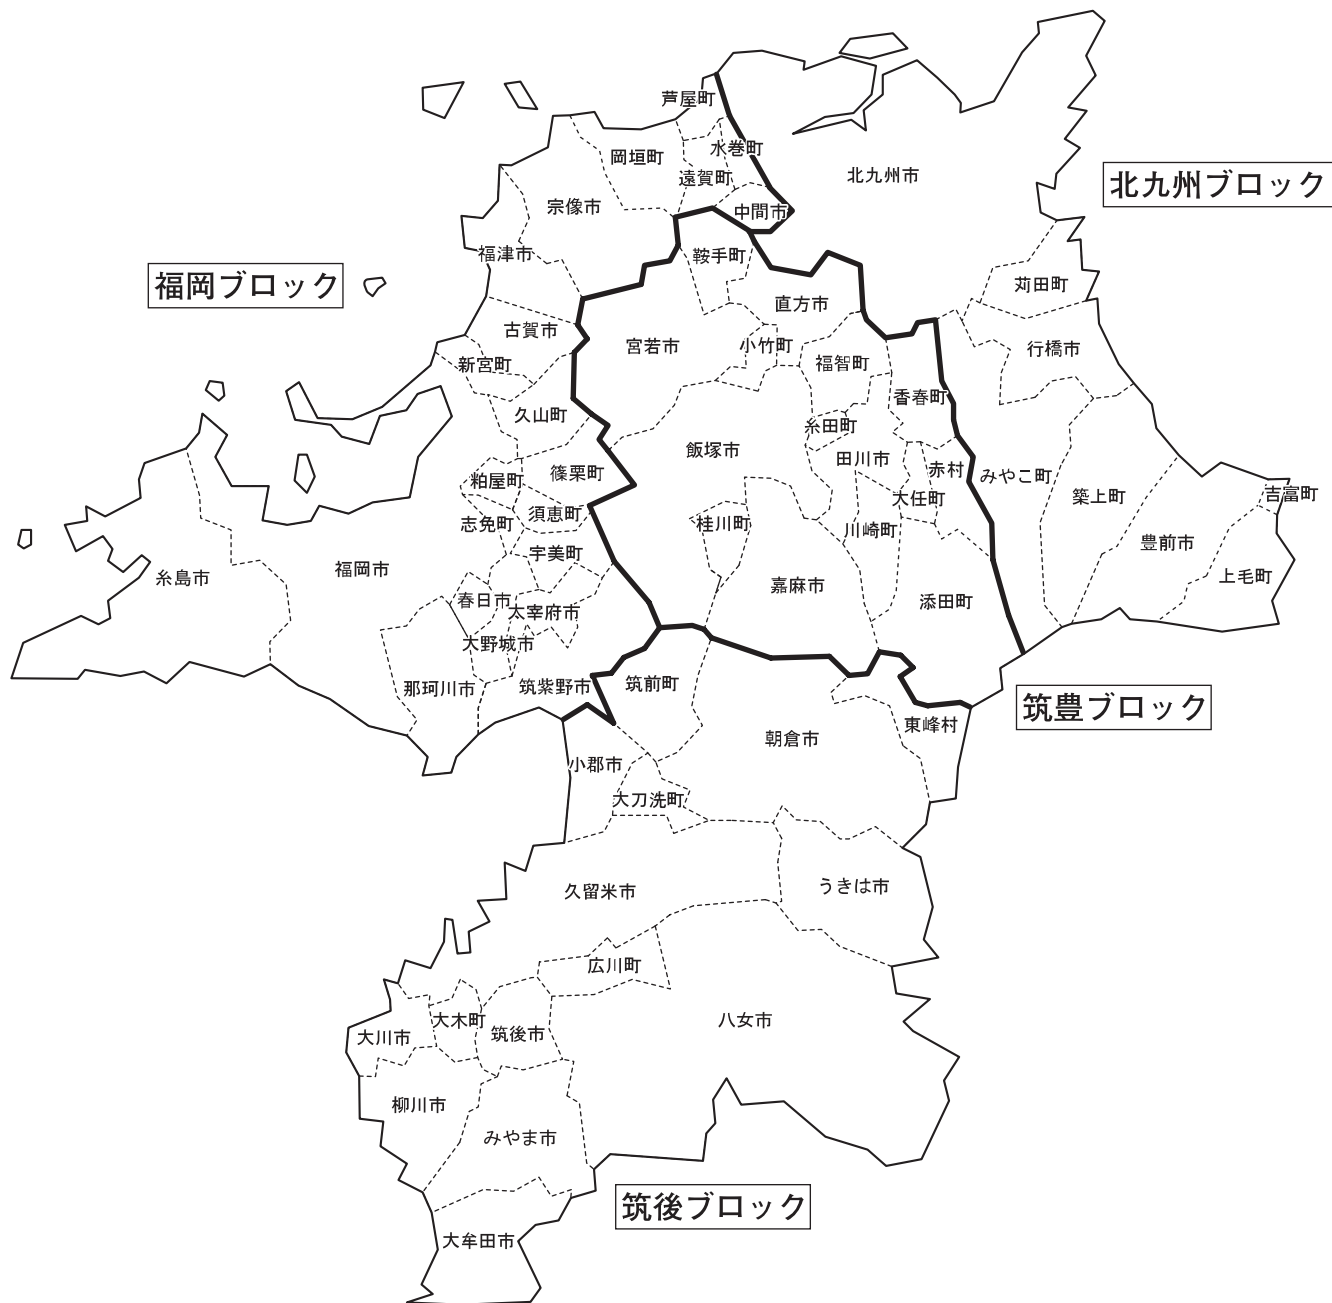 芦屋町
水巻町
岡垣町
遠賀町
北九州市
北九州ブロック
宗像市
中間市
福津市
鞍手町
福岡ブロック
苅田町
直方市
古賀市
宮若市
小竹町
行橋市
新宮町
福智町
香春町
久山町
糸田町
飯塚市
田川市
赤村
みやこ町
篠栗町
粕屋町
大任町
築上町
吉富町
須恵町
志免町
桂川町
川崎町
豊前市
宇美町
糸島市
福岡市
上毛町
嘉麻市
春日市
太宰府市
添田町
大野城市
那珂川市
筑紫野市
筑前町
筑豊ブロック
東峰村
朝倉市
小郡市
大刀洗町
うきは市
久留米市
広川町
大木町
八女市
大川市
筑後市
柳川市
みやま市
筑後ブロック
大牟田市